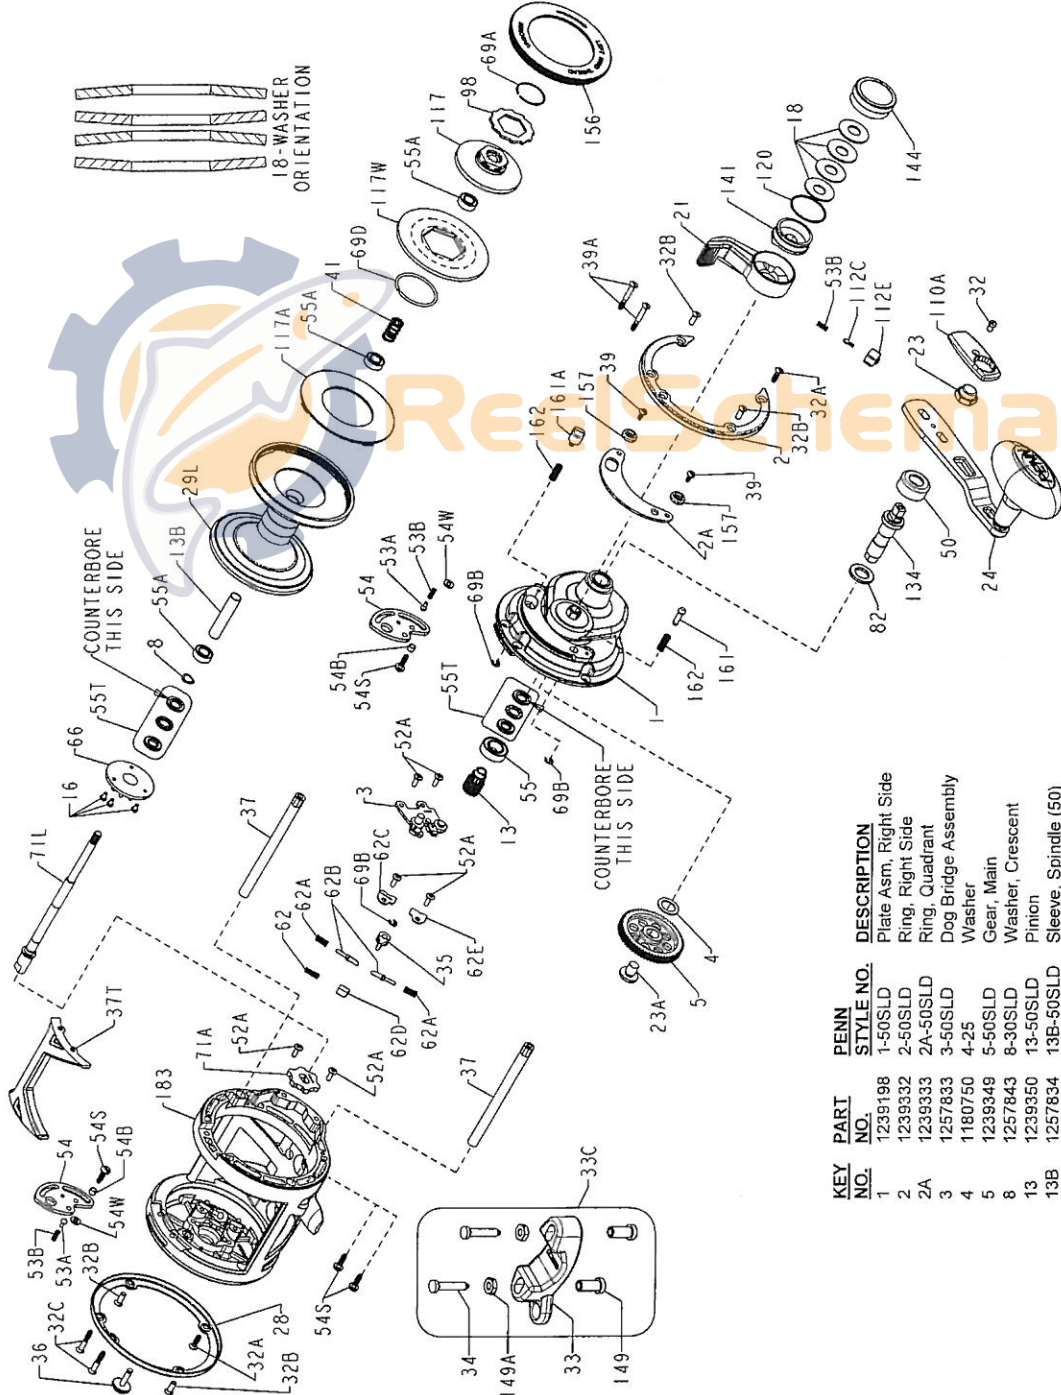 18-WASHER
ORIENTATION
156
69A
98
117
55A
117W
69D
41
55A
117A
29L
13B
55A
8
COUNTERBORE
THIS SIDE
55T
66
16
71L
37
37T
183
71A
52A
52A
54
54S
54B
54W
53B
53A
32B
32C
36
28
32A
32B
54S
37
33C
34
149A
33
149
62
62A
62B
69B
62C
52A
3
52A
62D
62A
35
62E
13
55
69B
COUNTERBORE
THIS SIDE
55T
69B
54
53A
53B
54W
54B
54S
1
162
161
162
161A
157
39
2A
157
39
2
32B
32A
32B
39A
21
141
120
18
144
53B
112C
112E
23
110A
32
24
50
134
82
23A
5
4
ReelSchema
PENN
KEY NO. PART NO. PENN STYLE NO. DESCRIPTION
1 1239198 1-50SLD Plate Asm, Right Side
2 1239332 2-50SLD Ring, Right Side
2A 1239333 2A-50SLD Ring, Quadrant
3 1257833 3-50SLD Dog Bridge Assembly
4 1180750 4-25 Washer
5 1239349 5-50SLD Gear, Main
8 1257843 8-30SLD Washer, Crescent
13 1239350 13-50SLD Pinion
13B 1257834 13B-50SLD Sleeve, Spindle (50)